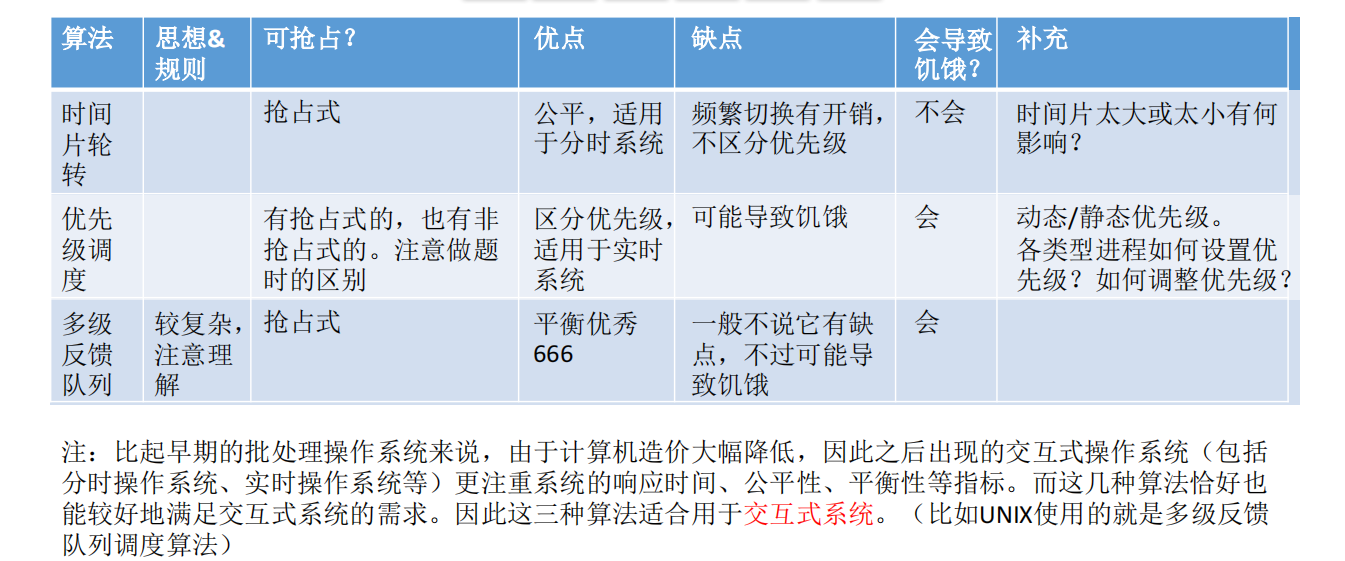 算法 思想& 可抢占? 优点 缺点 会导致 补充
规则 饥饿?
时间 抢占式 公平，适用 频繁切换有开销， 不会 时间片太大或太小有何
片轮 于分时系统 不区分优先级 影响？
转
优先 有抢占式的，也有非 区分优先级， 可能导致饥饿 会 动态/静态优先级。
级调 抢占式的。注意做题 适用于实时 各类型进程如何设置优
度 时的区别 系统 先级？如何调整优先级？
多级 较复杂， 抢占式 平衡优秀 一般不说它有缺 会
反馈 注意理 666 点，不过可能导
队列 解 致饥饿
注：比起早期的批处理操作系统来说，由于计算机造价大幅降低，因此之后出现的交互式操作系统（包括
分时操作系统、实时操作系统等）更注重系统的响应时间、公平性、平衡性等指标。而这几种算法恰好也
能较好地满足交互式系统的需求。因此这三种算法适合用于交互式系统。（比如UNIX使用的就是多级反馈
队列调度算法）